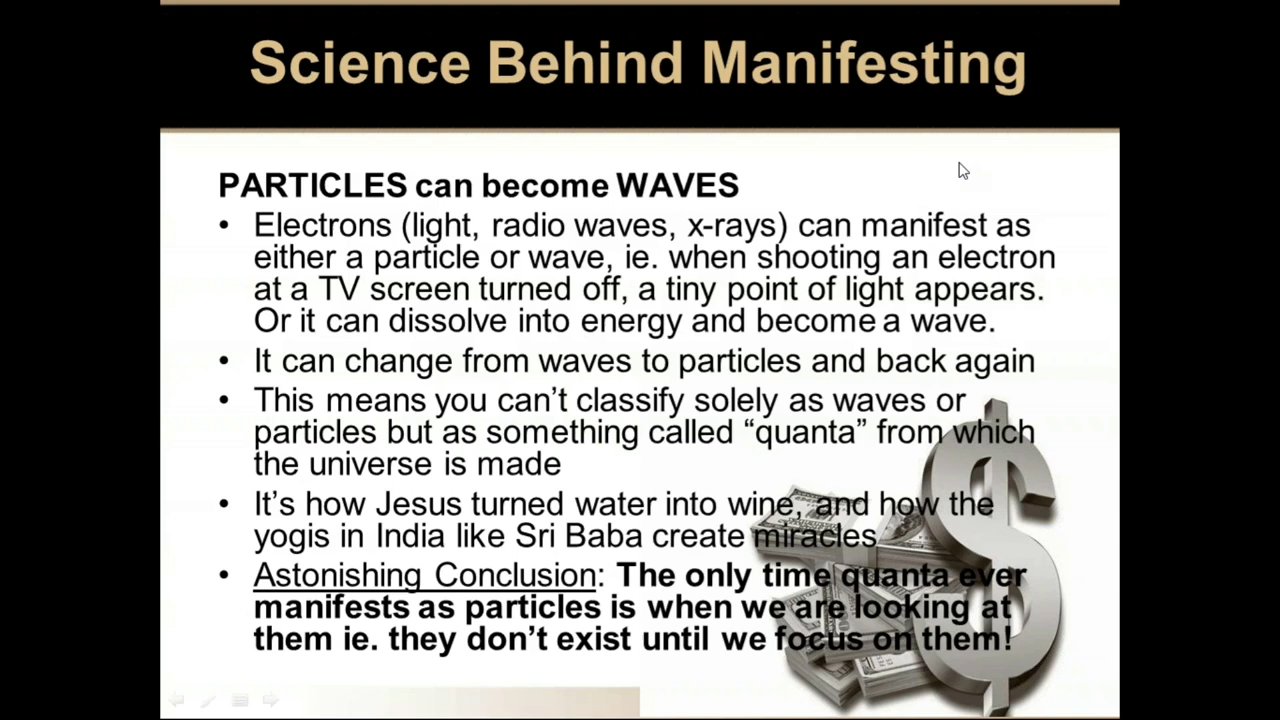 Science Behind Manifesting
PARTICLES can become WAVES
• Electrons (light, radio waves, x-rays) can manifest as
either a particle or wave, ie. when shooting an electron
at a TV screen turned off, a tiny point of light appears.
Or it can dissolve into energy and become a wave.
• It can change from waves to particles and back again
• This means you can't classify solely as waves or
particles but as something called “quanta” from which
the universe is made
• It's how Jesus turned water into wine, and how the
yogis in India like Sri Baba create miracles
• Astonishing Conclusion: The only time quanta ever
manifests as particles is when we are looking at
them ie. they don't exist until we focus on them!